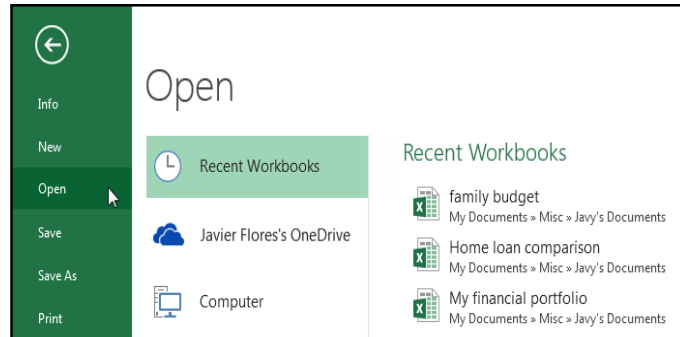 Info
New
Open
Save
Save As
Print
Open
Recent Workbooks
Javier Flores's OneDrive
Computer
Recent Workbooks
family budget
My Documents » Misc » Javy's Documents
Home loan comparison
My Documents » Misc » Javy's Documents
My financial portfolio
My Documents » Misc » Javy's Documents